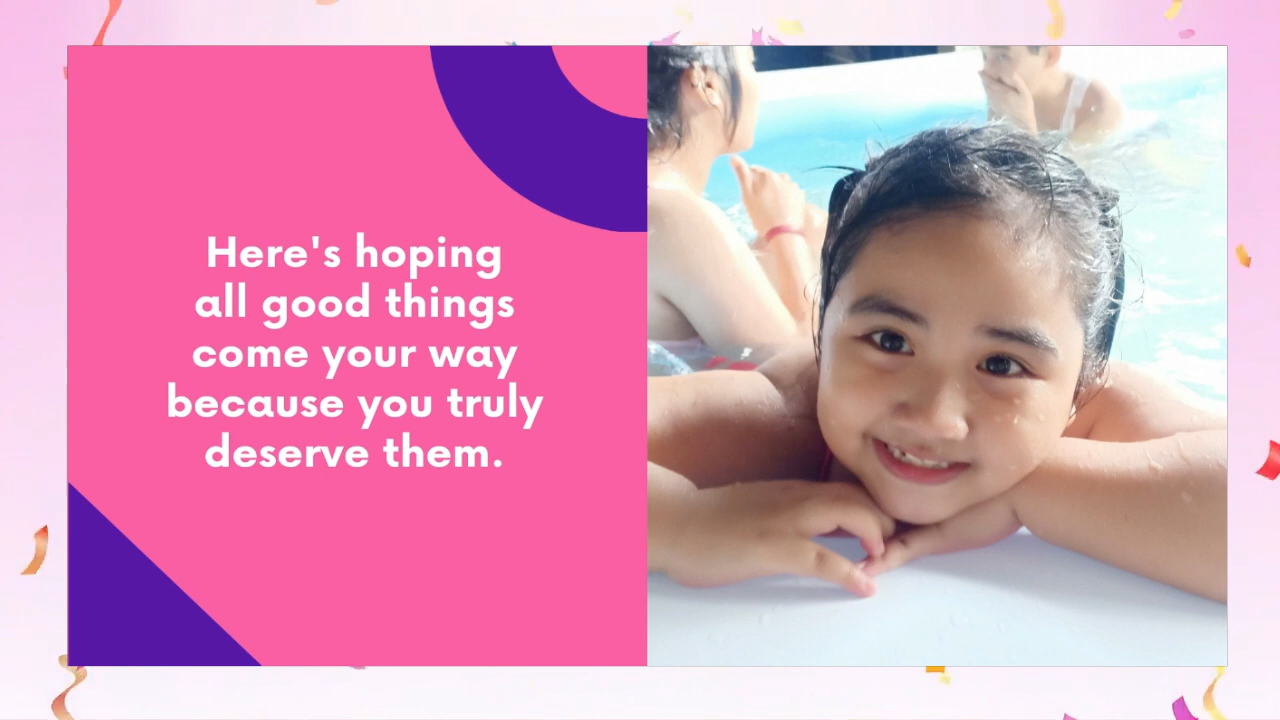 Here's hoping
all good things
come your way
because you truly
deserve them.